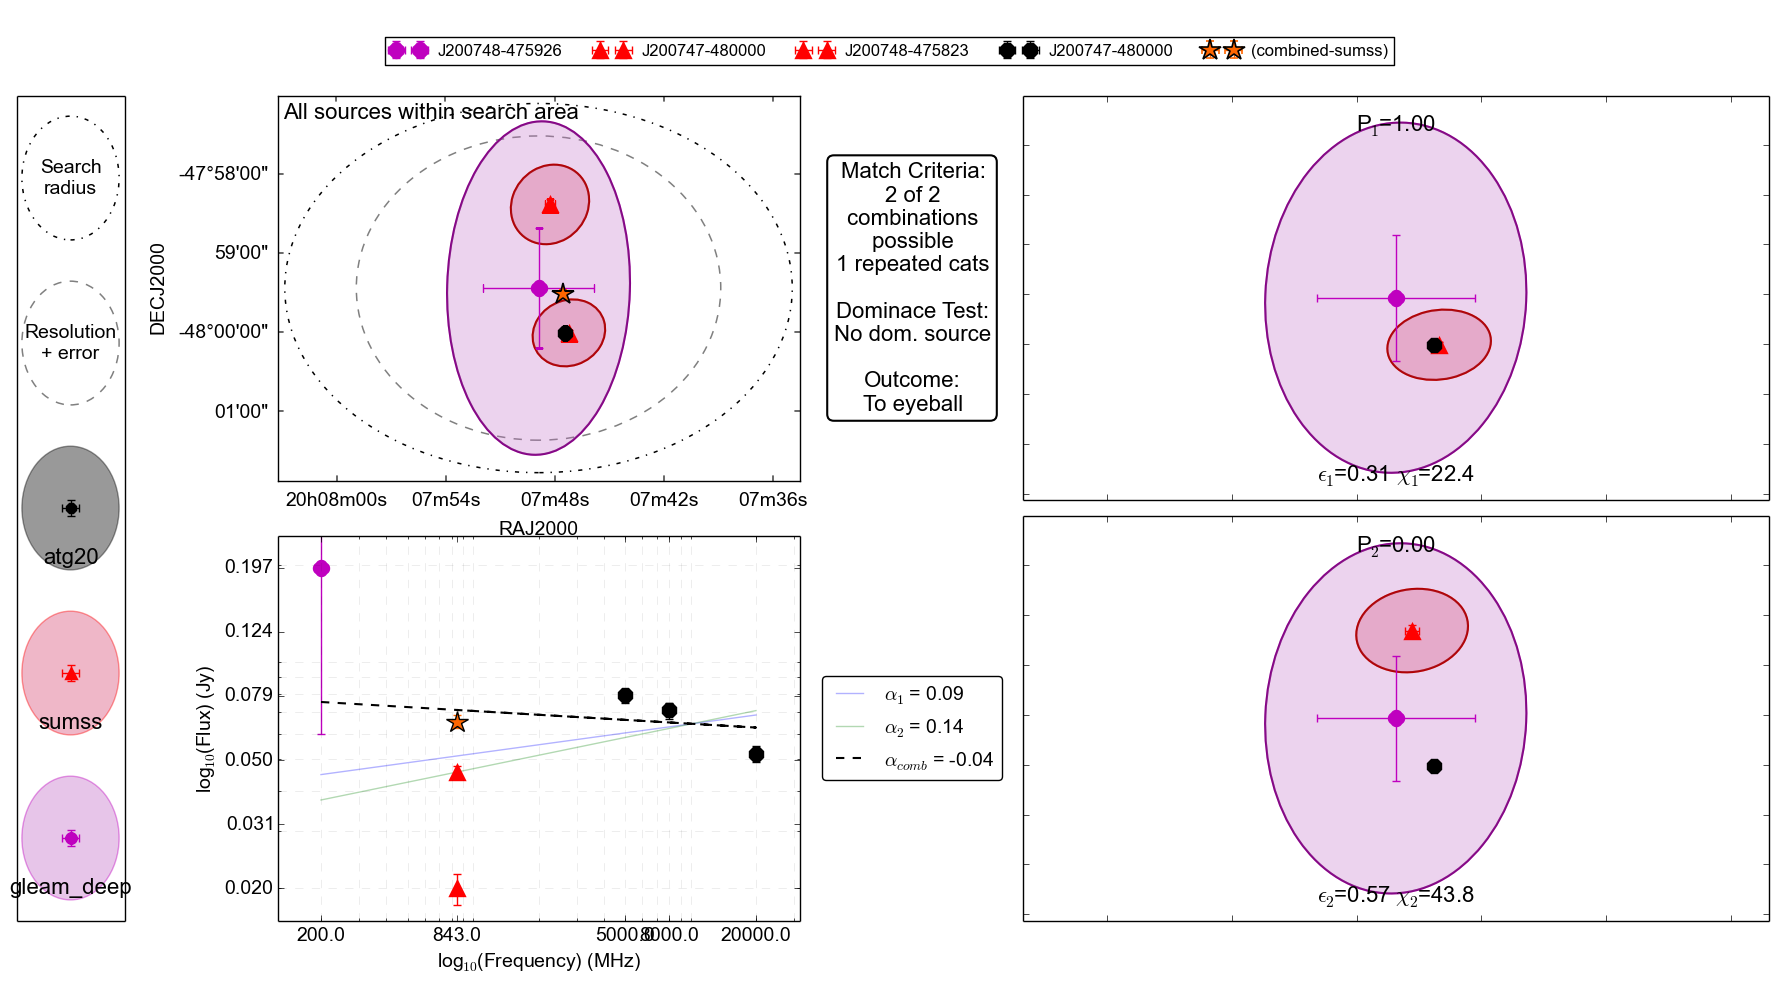 J200748-475926
J200747-480000
J200748-475823
J200747-480000
(combined-sumss)
Search
radius
Resolution
+ error
atg20
sumss
gleam_deep
All sources within search area
DECJ2000
-47°58'00"
59'00"
-48°00'00"
01'00"
20h08m00s
07m54s
07m48s
07m42s
07m36s
RAJ2000
Match Criteria:
2 of 2
combinations
possible
1 repeated cats
Dominace Test:
No dom. source
Outcome:
To eyeball
P1=1.00
ϵ1=0.31 χ1=22.4
P2=0.00
ϵ2=0.57 χ2=43.8
log10(Flux) (Jy)
0.197
0.124
0.079
0.050
0.031
0.020
200.0
843.0
5000.0
8000.0
20000.0
log10(Frequency) (MHz)
α1 = 0.09
α2 = 0.14
αcomb = -0.04